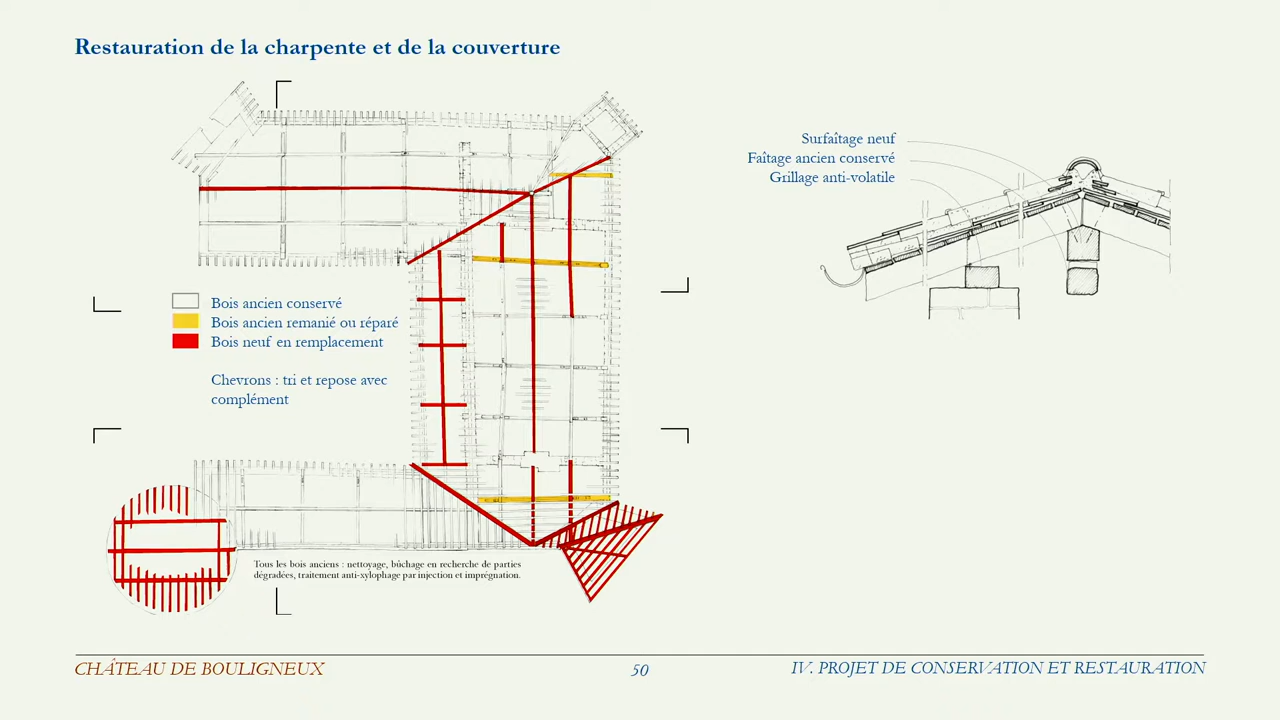 Restauration de la charpente et de la couverture
Surfaîtage neuf
Faîtage ancien conservé
Grillage anti-volatile
Bois ancien conservé
Bois ancien remanié ou réparé
Bois neuf en remplacement
Chevrons : tri et repose avec
complément
Tous les bois anciens : nettoyage, bûchage en recherche de parties
dégradées, traitement anti-xylophage par injection et imprégnation.
CHÂTEAU DE BOULIGNEUX
50
IV. PROJET DE CONSERVATION ET RESTAURATION